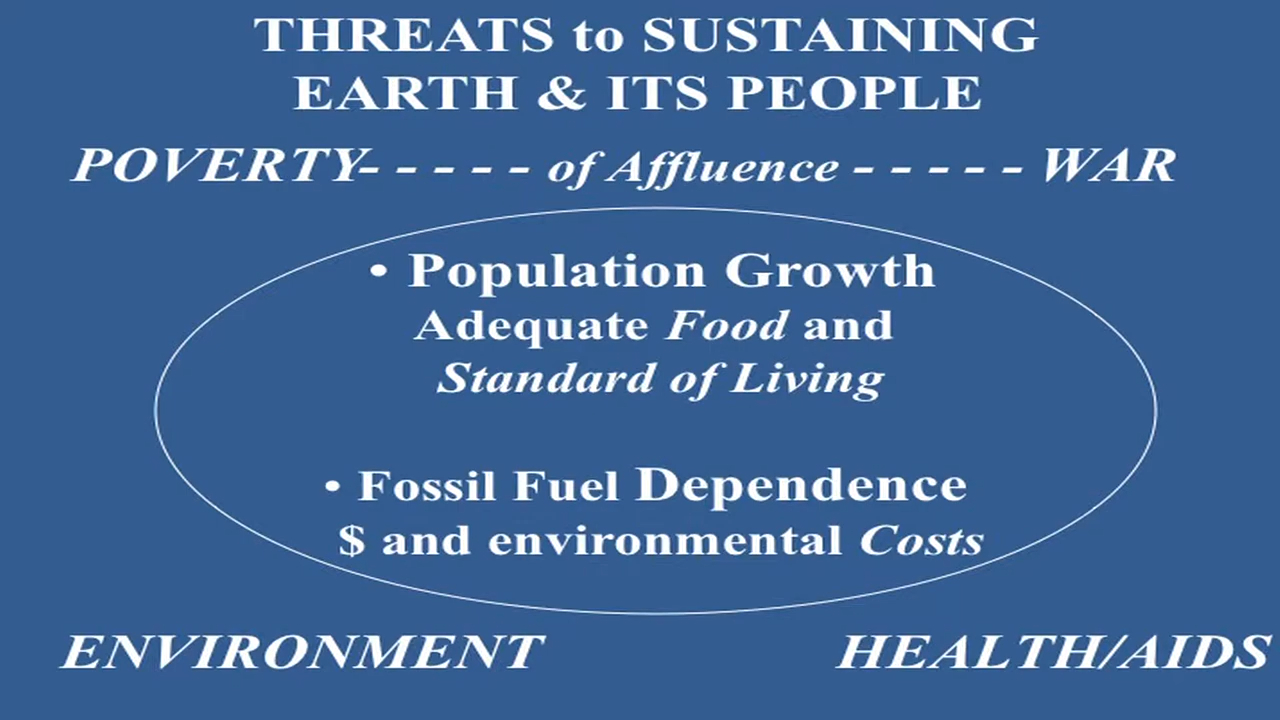 THREATS to SUSTAINING
EARTH & ITS PEOPLE
POVERTY- - - - - of Affluence - - - - - WAR
• Population Growth
Adequate Food and
Standard of Living
• Fossil Fuel Dependence
$ and environmental Costs
ENVIRONMENT HEALTH/AIDS